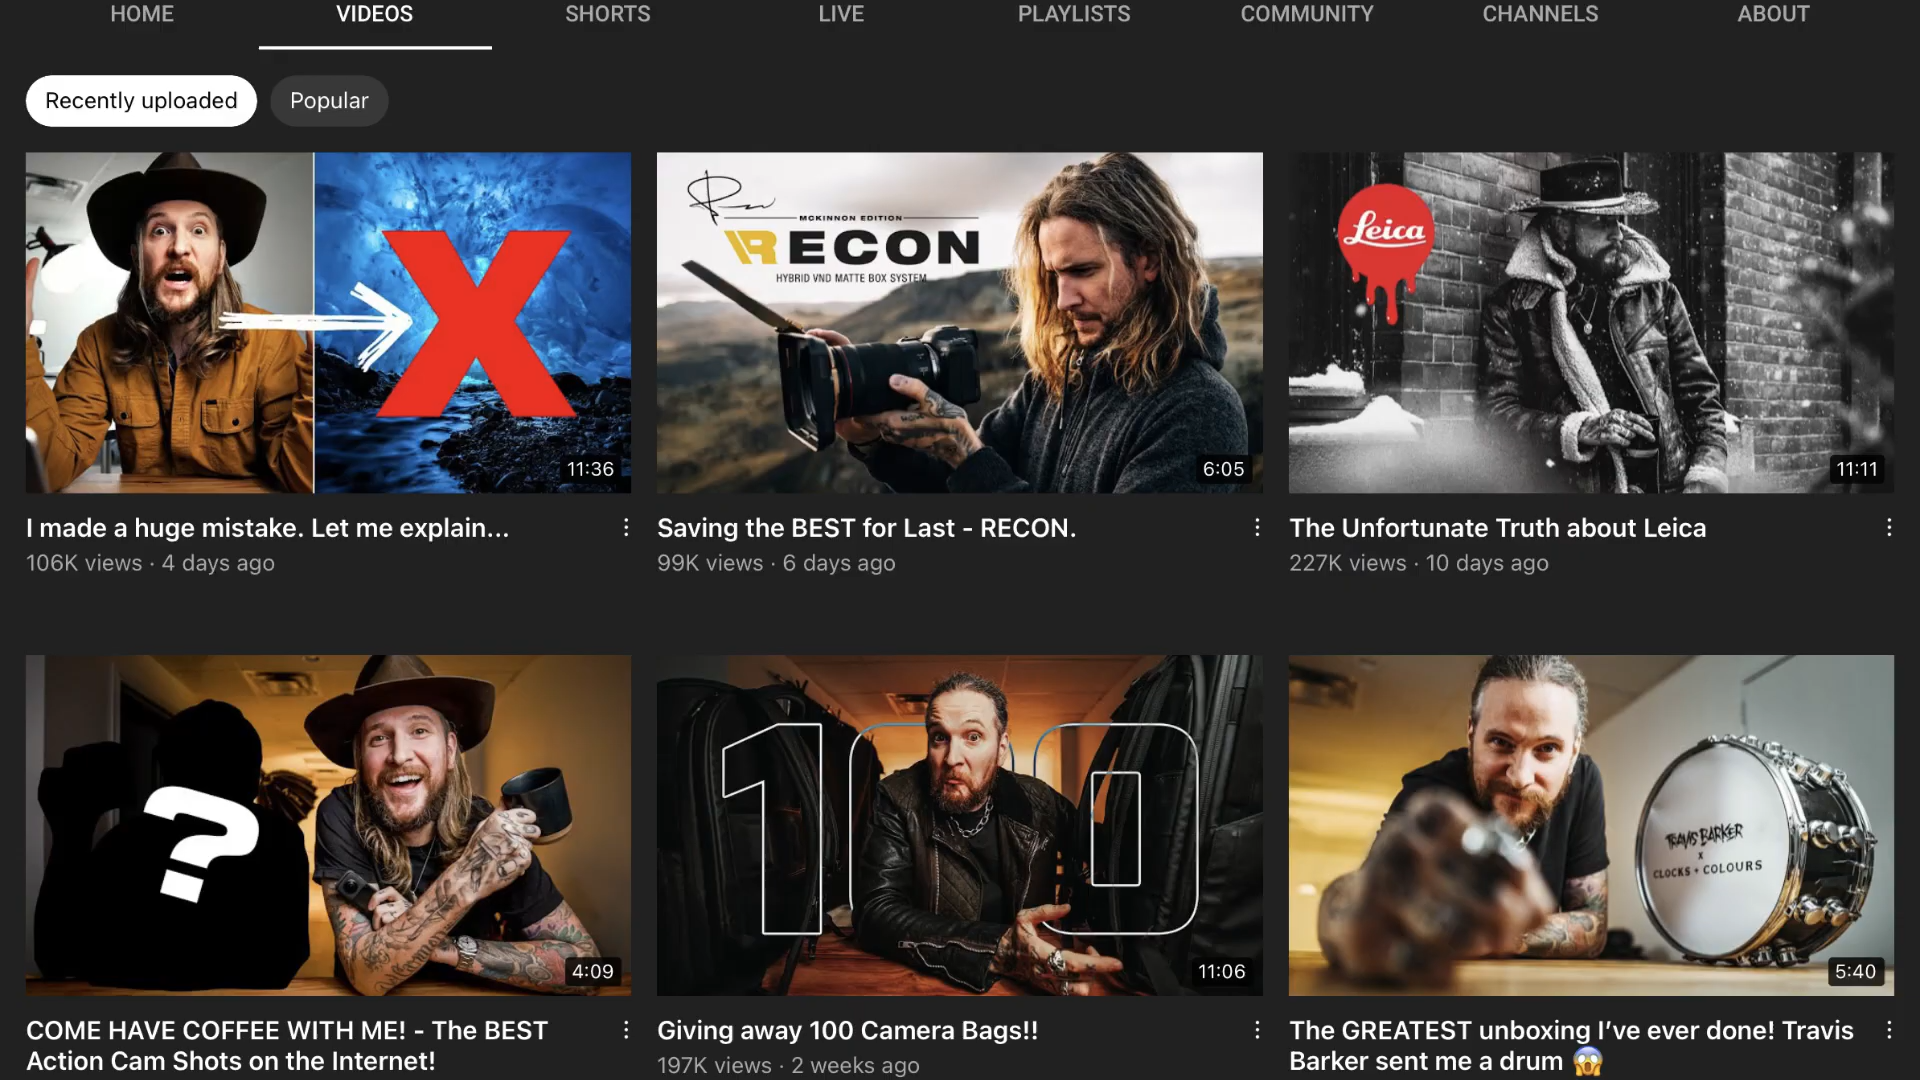 HOME
VIDEOS
SHORTS
LIVE
PLAYLISTS
COMMUNITY
CHANNELS
ABOUT
Recently uploaded
Popular
X
11:36
MCKINNON EDITION
RECON
HYBRID VND MATTE BOX SYSTEM
6:05
Leica
11:11
I made a huge mistake. Let me explain...
106K views · 4 days ago
Saving the BEST for Last - RECON.
99K views · 6 days ago
The Unfortunate Truth about Leica
227K views · 10 days ago
?
4:09
100
11:06
TRAVIS BARKER
X
CLOCKS + COLOURS
5:40
COME HAVE COFFEE WITH ME! - The BEST
Action Cam Shots on the Internet!
Giving away 100 Camera Bags!!
197K views · 2 weeks ago
The GREATEST unboxing I’ve ever done! Travis
Barker sent me a drum 😱